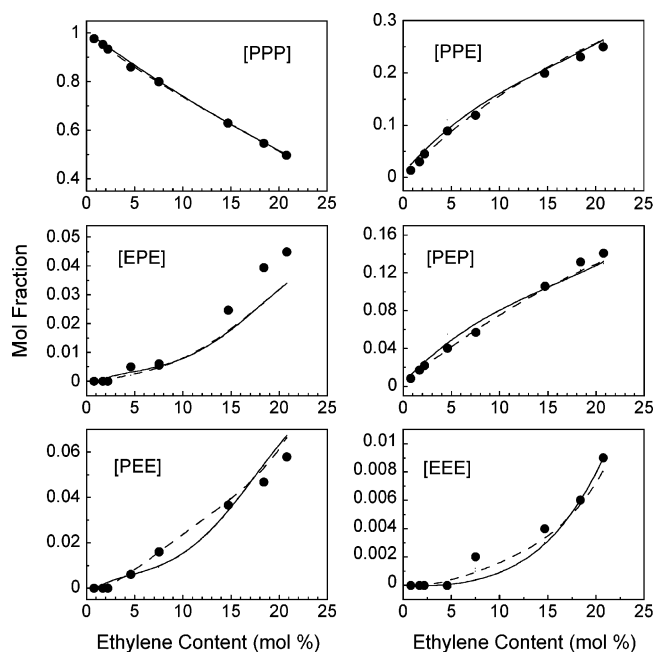 [PPP]
1
0.8
0.6
0.4
0 5 10 15 20 25
[PPE]
0.3
0.2
0.1
0
0 5 10 15 20 25
Mol Fraction
[EPE]
0.05
0.04
0.03
0.02
0.01
0
0 5 10 15 20 25
[PEP]
0.16
0.12
0.08
0.04
0
0 5 10 15 20 25
[PEE]
0.06
0.04
0.02
0
0 5 10 15 20 25
Ethylene Content (mol %)
[EEE]
0.01
0.008
0.006
0.004
0.002
0
0 5 10 15 20 25
Ethylene Content (mol %)